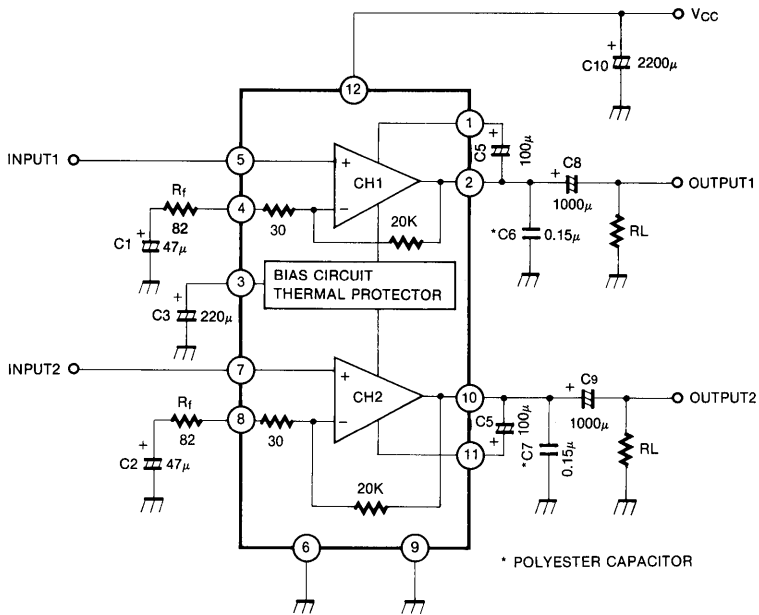 VCC
C10
+
2200μ
12
1
+
C5
100μ
INPUT1
5
+
CH1
2
C8
+
1000μ
OUTPUT1
Rf
82
4
30
−
20K
*C6
0.15μ
RL
+
C1
47μ
3
BIAS CIRCUIT
THERMAL PROTECTOR
+
C3
220μ
INPUT2
7
+
CH2
10
C9
+
1000μ
OUTPUT2
Rf
82
8
30
−
C5
100μ
+
*C7
0.15μ
RL
11
+
C2
47μ
20K
6
9
* POLYESTER CAPACITOR